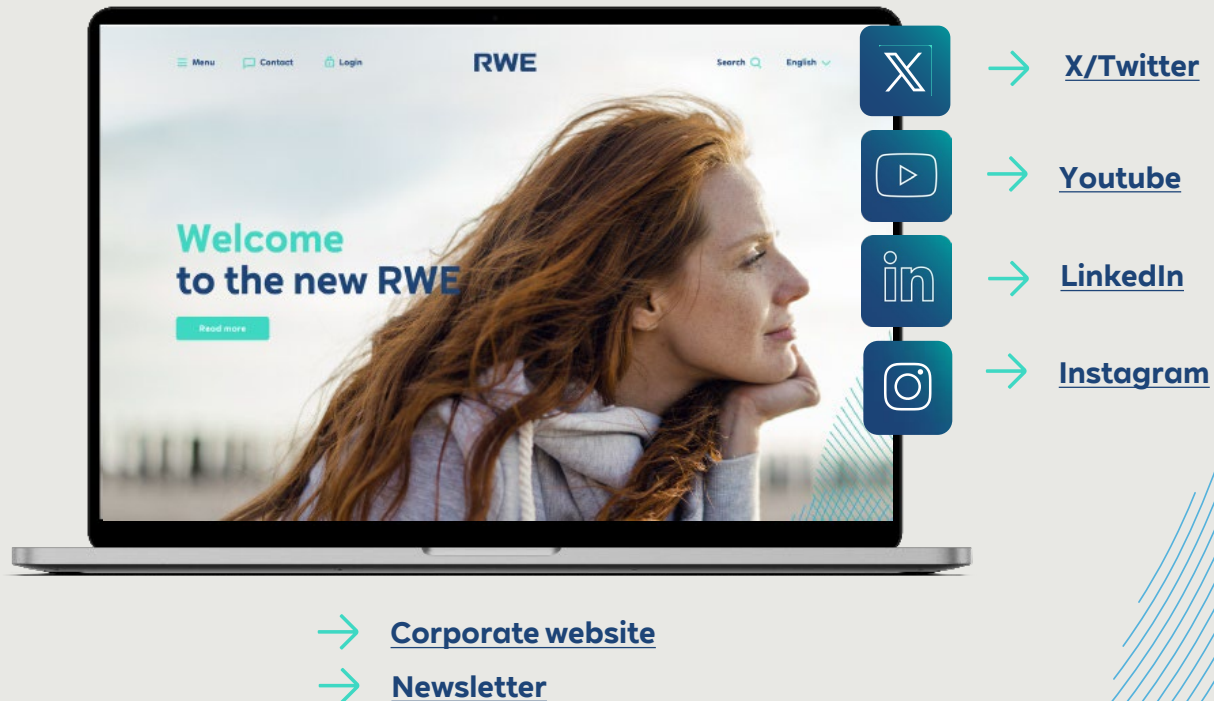 Menu
Contact
Login
RWE
Search
English
Welcome
to the new RWE
Read more
X/Twitter
Youtube
in
LinkedIn
Instagram
Corporate website
Newsletter